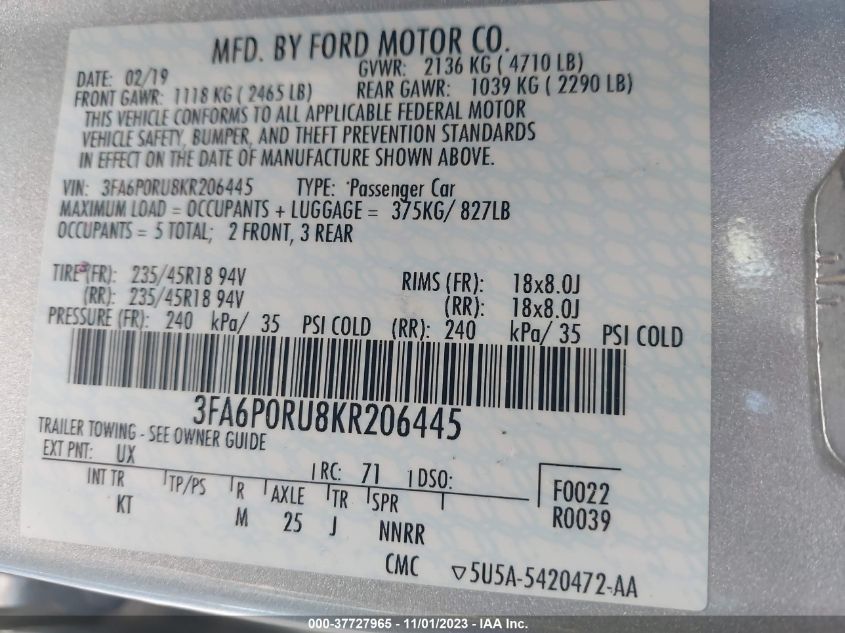 MFD. BY FORD MOTOR CO.
DATE: 02/19 GVWR: 2136 KG ( 4710 LB)
FRONT GAWR: 1118 KG ( 2465 LB) REAR GAWR: 1039 KG ( 2290 LB)
THIS VEHICLE CONFORMS TO ALL APPLICABLE FEDERAL MOTOR
VEHICLE SAFETY, BUMPER, AND THEFT PREVENTION STANDARDS
IN EFFECT ON THE DATE OF MANUFACTURE SHOWN ABOVE.
VIN: 3FA6P0RU8KR206445 TYPE: Passenger Car
MAXIMUM LOAD = OCCUPANTS + LUGGAGE = 375KG/ 827LB
OCCUPANTS = 5 TOTAL; 2 FRONT, 3 REAR
TIRE (FR): 235/45R18 94V RIMS (FR): 18x8.0J
(RR): 235/45R18 94V (RR): 18x8.0J
PRESSURE (FR): 240 kPa/ 35 PSI COLD (RR): 240 kPa/ 35 PSI COLD
3FA6P0RU8KR206445
TRAILER TOWING - SEE OWNER GUIDE
EXT PNT: UX RC: 71 DSO:
INT TR TP/PS R AXLE TR SPR F0022
KT M 25 J NNRR R0039
CMC ▽5U5A-5420472-AA
000-37727965 - 11/01/2023 - IAA Inc.